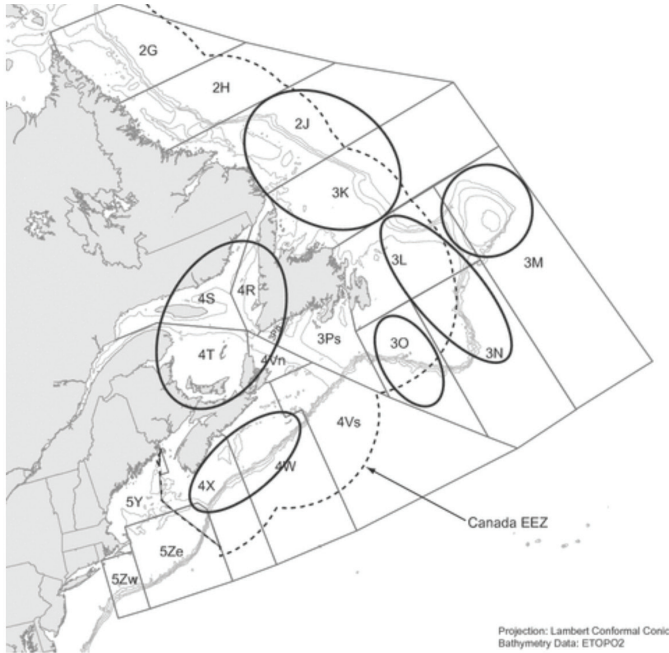 2G
2H
2J
3K
3L
3M
4S
4R
3Ps
3O
3N
4T
4Vn
4Vs
4W
4X
5Y
5Ze
5Zw
Canada EEZ
Projection: Lambert Conformal Conic
Bathymetry Data: ETOPO2